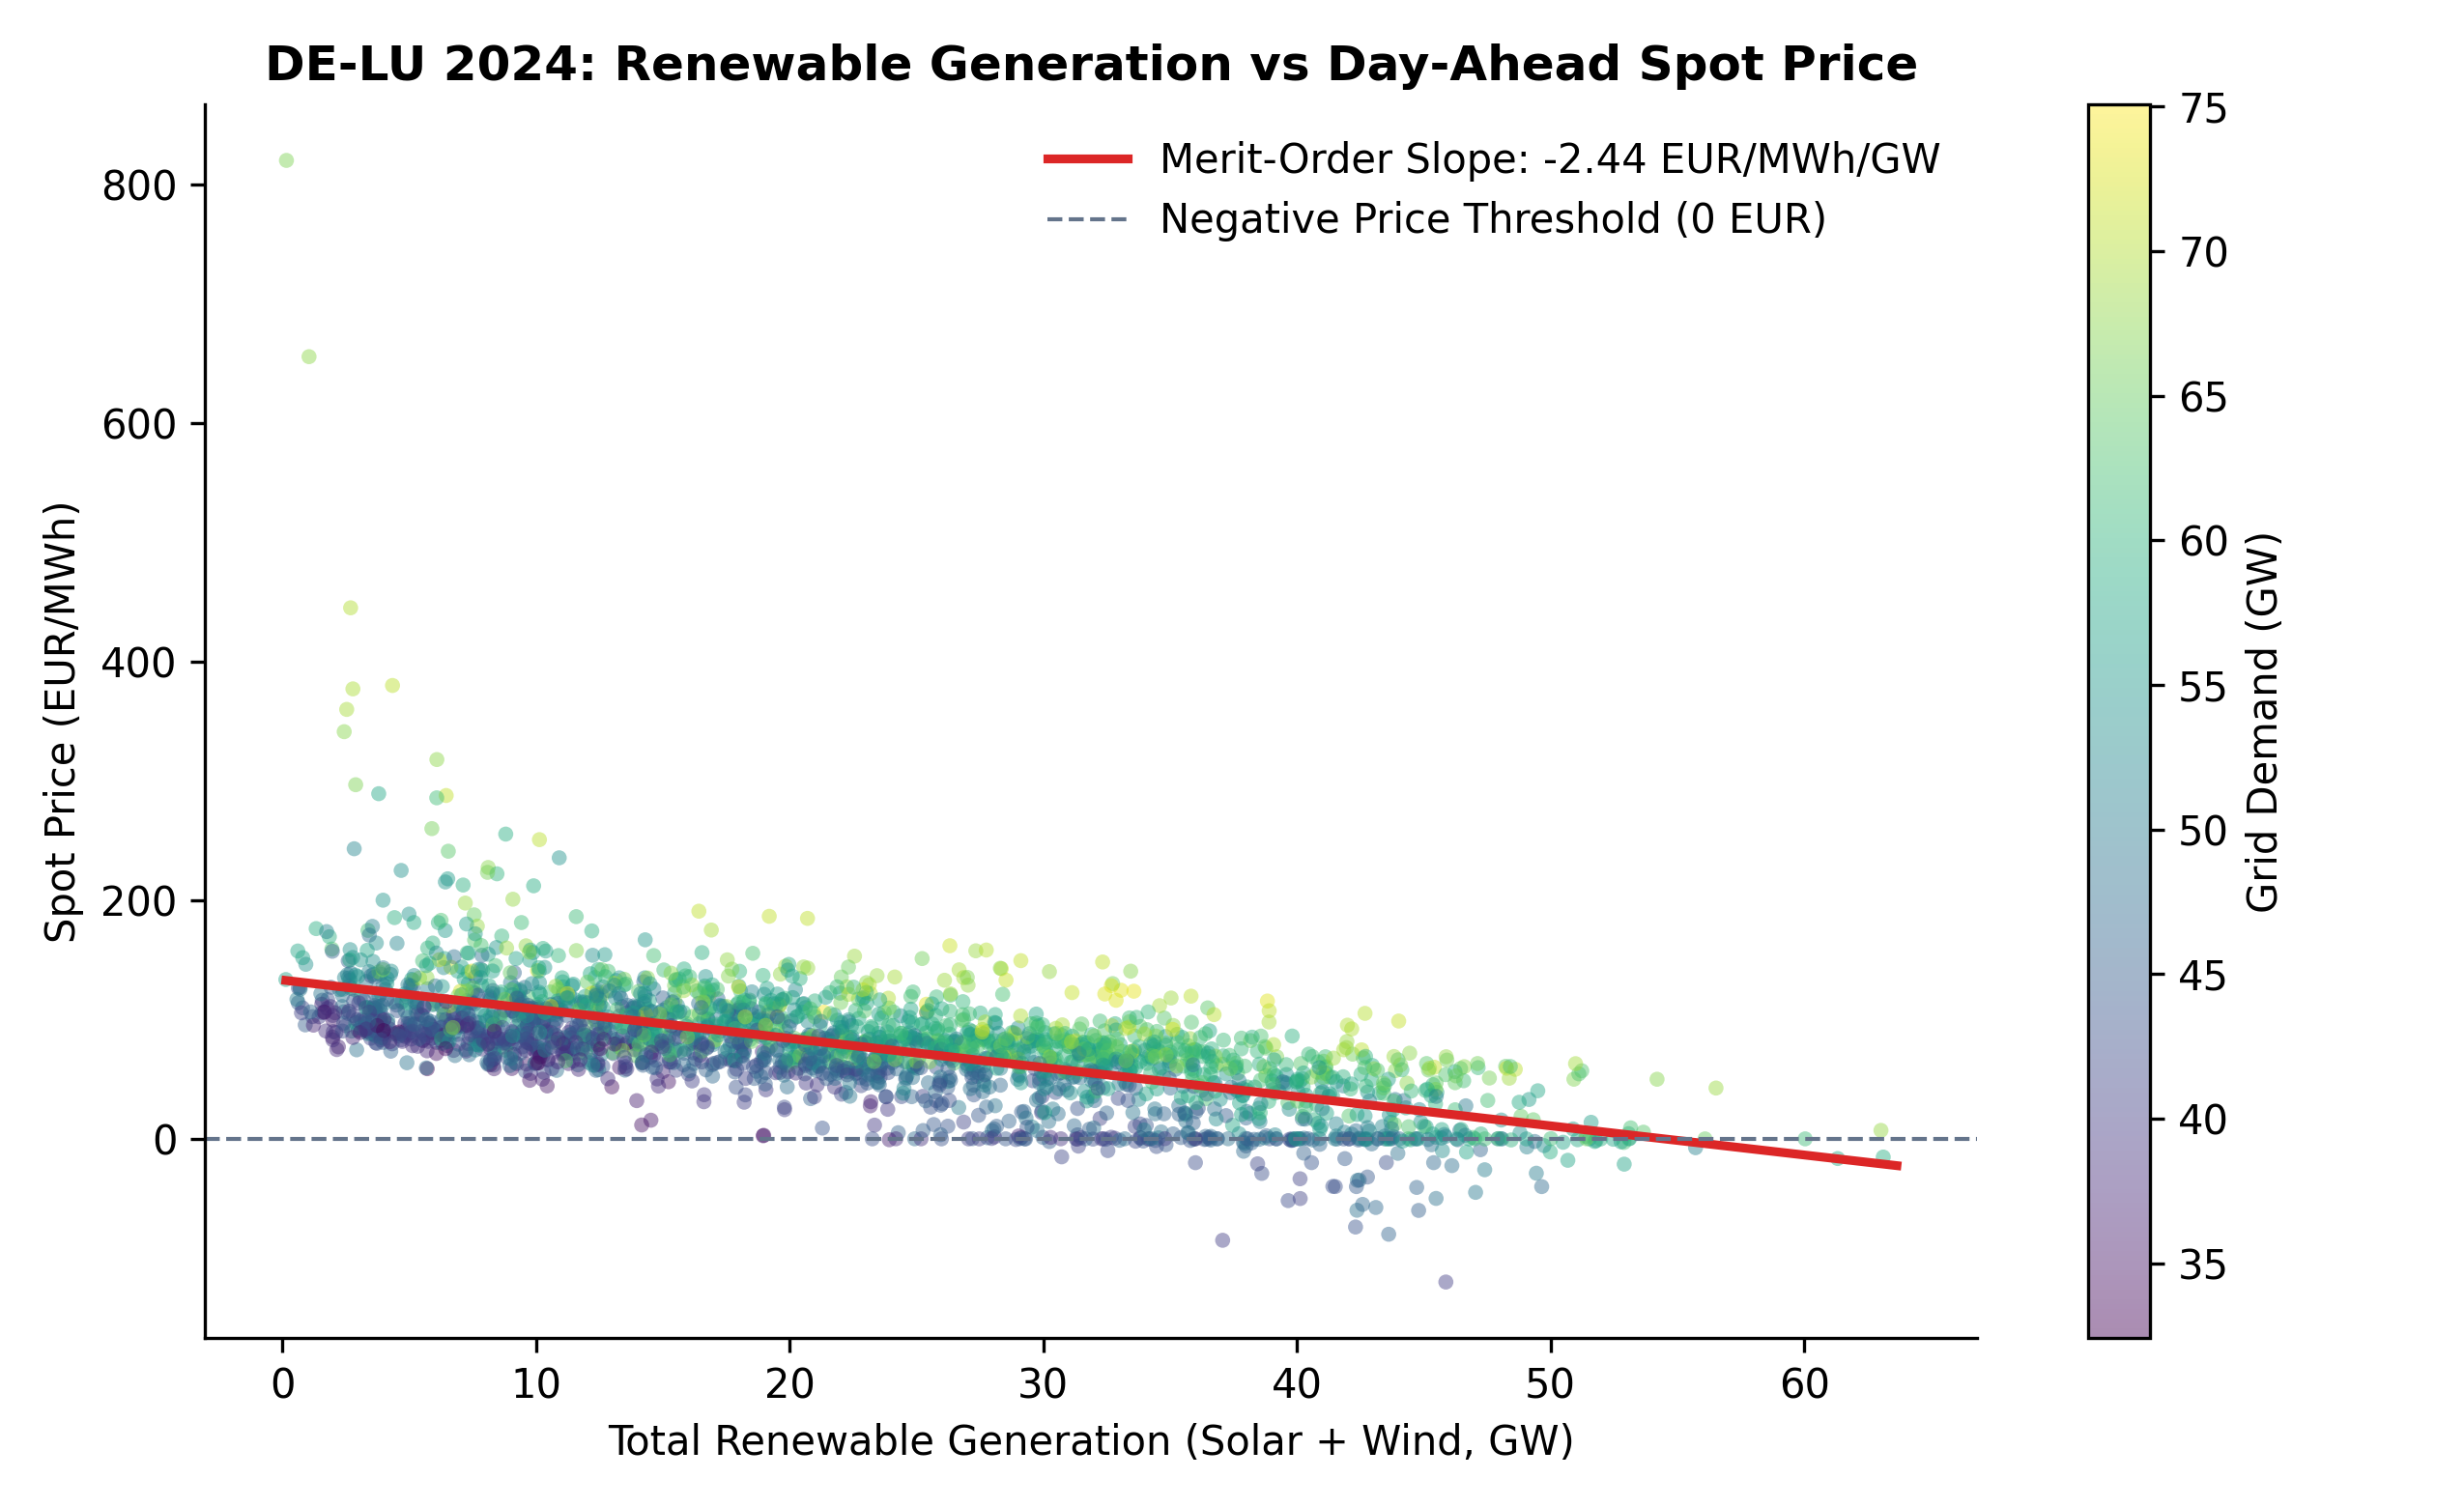 DE-LU 2024: Renewable Generation vs Day-Ahead Spot Price
Merit-Order Slope: -2.44 EUR/MWh/GW
Negative Price Threshold (0 EUR)
Spot Price (EUR/MWh)
800
600
400
200
0
0 10 20 30 40 50 60
Total Renewable Generation (Solar + Wind, GW)
75
70
65
60
55
50
45
40
35
Grid Demand (GW)